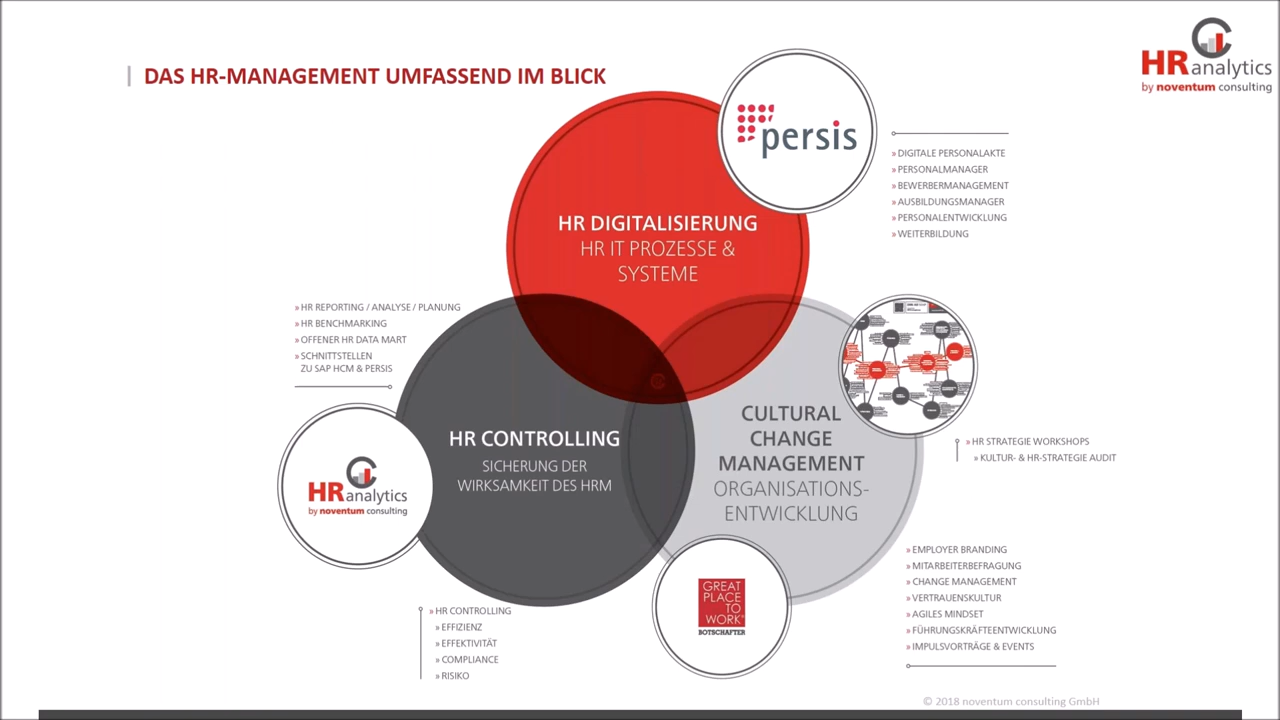 DAS HR-MANAGEMENT UMFASSEND IM BLICK
HR analytics
by noventum consulting
persis
» DIGITALE PERSONALAKTE
» PERSONALMANAGER
» BEWERBERMANAGEMENT
» AUSBILDUNGSMANAGER
» PERSONALENTWICKLUNG
» WEITERBILDUNG
HR DIGITALISIERUNG
HR IT PROZESSE &
SYSTEME
» HR REPORTING / ANALYSE / PLANUNG
» HR BENCHMARKING
» OFFENER HR DATA MART
» SCHNITTSTELLEN
ZU SAP HCM & PERSIS
HR CONTROLLING
SICHERUNG DER
WIRKSAMKEIT DES HRM
HR analytics
by noventum consulting
CULTURAL
CHANGE
MANAGEMENT
ORGANISATIONS-
ENTWICKLUNG
» HR STRATEGIE WORKSHOPS
» KULTUR- & HR-STRATEGIE AUDIT
GREAT
PLACE
TO
WORK
BOTSCHAFTER
» EMPLOYER BRANDING
» MITARBEITERBEFRAGUNG
» CHANGE MANAGEMENT
» VERTRAUENSKULTUR
» AGILES MINDSET
» FÜHRUNGSKRÄFTEENTWICKLUNG
» IMPULSVORTRÄGE & EVENTS
» HR CONTROLLING
» EFFIZIENZ
» EFFEKTIVITÄT
» COMPLIANCE
» RISIKO
© 2018 noventum consulting GmbH